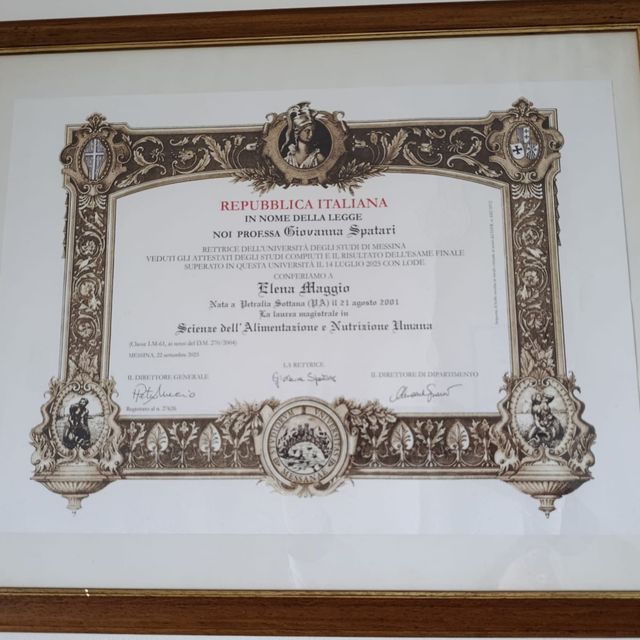 REPUBBLICA ITALIANA
IN NOME DELLA LEGGE
NOI PROF.SSA Giovanna Spatari
RETTRICE DELL'UNIVERSITÀ DEGLI STUDI DI MESSINA
VEDUTI GLI ATTESTATI DEGLI STUDI COMPIUTI E IL RISULTATO DELL'ESAME FINALE
SUPERATO IN QUESTA UNIVERSITÀ IL 14 LUGLIO 2025 CON LODE
CONFERIAMO A
Elena Maggio
Nata a Petralia Sottana (PA) il 21 agosto 2001
La laurea magistrale in
Scienze dell'Alimentazione e Nutrizione Umana
(Classe LM-61, ai sensi del D.M. 270/2004)
MESSINA, 22 settembre 2025
LA RETTRICE
IL DIRETTORE GENERALE
IL DIRETTORE DI DIPARTIMENTO
Giovanna Spatari
Registrato al n.